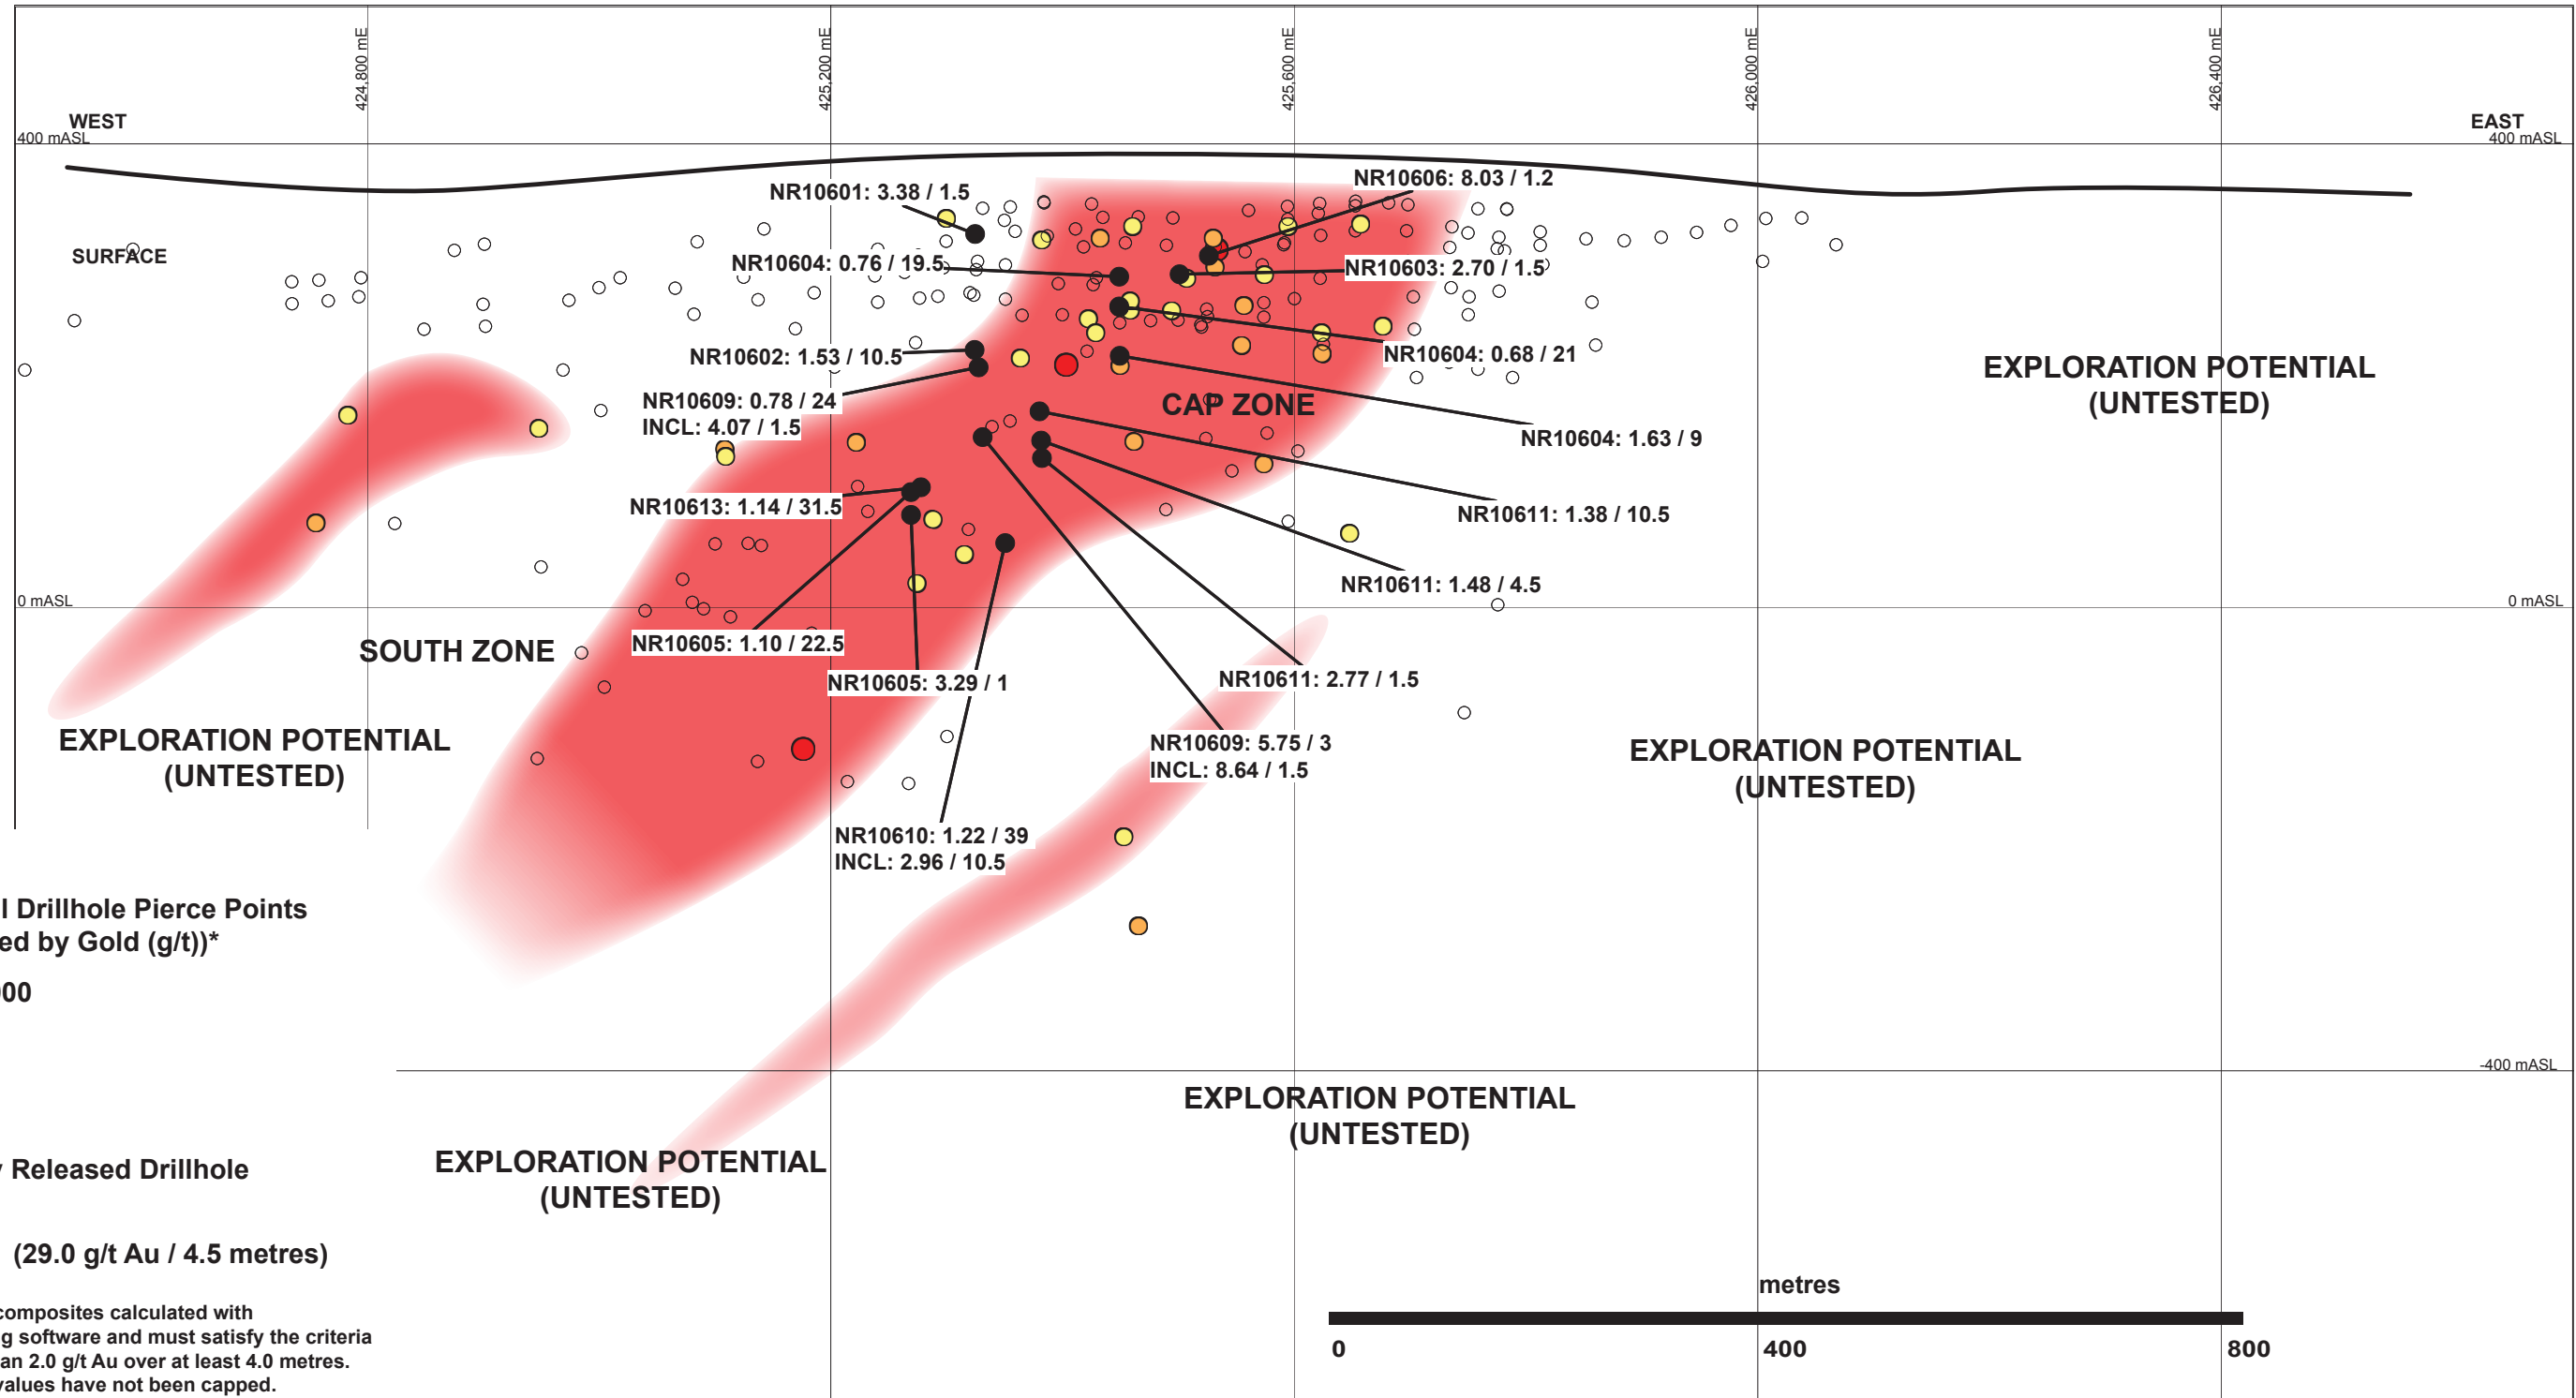 424,800 mE
425,200 mE
425,600 mE
426,000 mE
426,400 mE
WEST
EAST
400 mASL
400 mASL
NR10601: 3.38 / 1.5
NR10606: 8.03 / 1.2
SURFACE
NR10604: 0.76 / 19.5
NR10603: 2.70 / 1.5
NR10602: 1.53 / 10.5
NR10604: 0.68 / 21
EXPLORATION POTENTIAL
(UNTESTED)
NR10609: 0.78 / 24
INCL: 4.07 / 1.5
CAP ZONE
NR10604: 1.63 / 9
NR10613: 1.14 / 31.5
NR10611: 1.38 / 10.5
NR10611: 1.48 / 4.5
0 mASL
0 mASL
SOUTH ZONE
NR10605: 1.10 / 22.5
NR10605: 3.29 / 1
NR10611: 2.77 / 1.5
EXPLORATION POTENTIAL
(UNTESTED)
NR10609: 5.75 / 3
INCL: 8.64 / 1.5
EXPLORATION POTENTIAL
(UNTESTED)
NR10610: 1.22 / 39
INCL: 2.96 / 10.5
l Drillhole Pierce Points
ed by Gold (g/t))*
00
-400 mASL
EXPLORATION POTENTIAL
(UNTESTED)
EXPLORATION POTENTIAL
(UNTESTED)
Released Drillhole
(29.0 g/t Au / 4.5 metres)
composites calculated with
g software and must satisfy the criteria
an 2.0 g/t Au over at least 4.0 metres.
values have not been capped.
metres
0 400 800